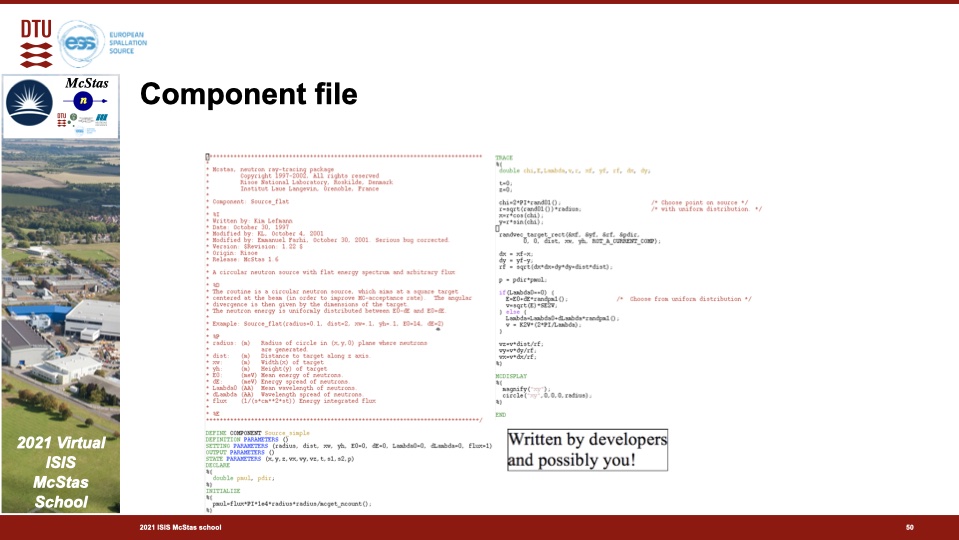 DTU
ess
EUROPEAN
SPALLATION
SOURCE
McStas
n
Component file
* Mcstas, neutron ray-tracing package
* Copyright 1997-2002, All rights reserved
* Risoe National Laboratory, Roskilde, Denmark
* Institut Laue Langevin, Grenoble, France
*
* Component: Source_flat
*
* %I
* Written by: Kim Lefmann
* Date: October 30, 1997
* Modified by: KL, October 4, 2001
* Modified by: Emmanuel Farhi, October 30, 2001. Serious bug corrected.
* Version: $Revision: 1.22 $
* Origin: Risoe
* Release: McStas 1.6
*
* A circular neutron source with flat energy spectrum and arbitrary flux
*
* %D
* The routine is a circular neutron source, which aims at a square target
* centered at the beam (in order to improve MC-acceptance rate). The angular
* divergence is then given by the dimensions of the target.
* The neutron energy is uniformly distributed between E0-dE and E0+dE.
*
* Example: Source_flat(radius=0.1, dist=2, xw=.1, yh=.1, E0=14, dE=2)
*
* %P
* radius: (m) Radius of circle in (x,y,0) plane where neutrons
* are generated.
* dist: (m) Distance to target along z axis.
* xw: (m) Width(x) of target
* yh: (m) Height(y) of target
* E0: (meV) Mean energy of neutrons.
* dE: (meV) Energy spread of neutrons.
* Lambda0 (AA) Mean wavelength of neutrons.
* dLambda (AA) Wavelength spread of neutrons.
* flux (1/(s*cm**2*st)) Energy integrated flux
*
* %E
DEFINE COMPONENT Source_simple
DEFINITION PARAMETERS ()
SETTING PARAMETERS (radius, dist, xw, yh, E0=0, dE=0, Lambda0=0, dLambda=0, flux=1)
OUTPUT PARAMETERS ()
STATE PARAMETERS (x,y,z,vx,vy,vz,t,s1,s2,p)
DECLARE
%{
double pmul, pdir;
%}
INITIALIZE
%{
pmul=flux*PI*1e4*radius*radius/mcget_ncount();
%}
TRACE
%{
double chi,E,Lambda,v,r, xf, yf, rf, dx, dy;
t=0;
z=0;
chi=2*PI*rand01(); /* Choose point on source */
r=sqrt(rand01())*radius; /* with uniform distribution. */
x=r*cos(chi);
y=r*sin(chi);
randvec_target_rect(&xf, &yf, &rf, &pdir,
0, 0, dist, xw, yh, ROT_A_CURRENT_COMP);
dx = xf-x;
dy = yf-y;
rf = sqrt(dx*dx+dy*dy+dist*dist);
p = pdir*pmul;
if(Lambda0==0) {
E=E0+dE*randpm1(); /* Choose from uniform distribution */
v=sqrt(E)*SE2V;
} else {
Lambda=Lambda0+dLambda*randpm1();
v = K2V*(2*PI/Lambda);
}
vz=v*dist/rf;
vy=v*dy/rf;
vx=v*dx/rf;
%}
MCDISPLAY
%{
magnify("xy");
circle("xy",0,0,0,radius);
%}
END
Written by developers
and possibly you!
2021 Virtual
ISIS
McStas
School
2021 ISIS McStas school
50